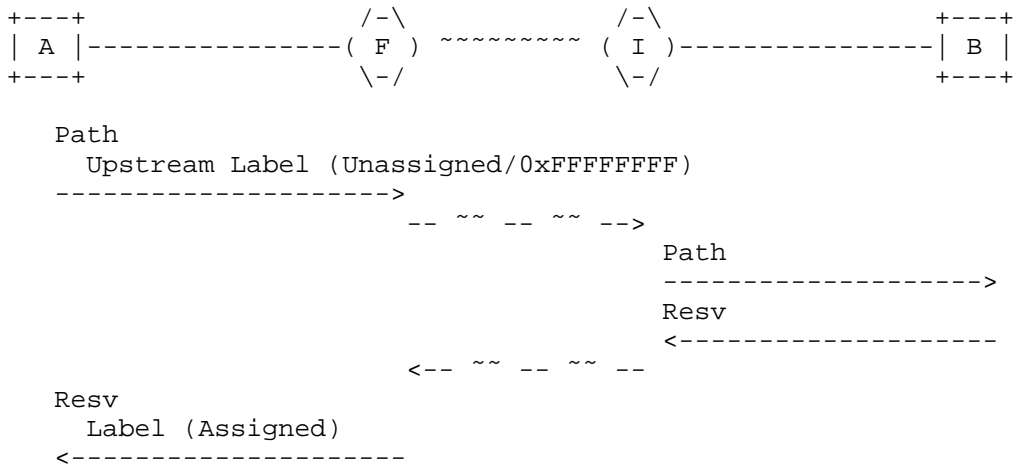 +---+                 /-\             /-\                 +---+
| A |----------------( F ) ~~~~~~~~~ ( I )----------------| B |
+---+                 \-/             \-/                 +---+

   Path
     Upstream Label (Unassigned/0xFFFFFFFF)
   --------------------->
                         -- ~~ -- ~~ -->
                                         Path
                                         -------------------->
                                         Resv
                                         <--------------------
                         <-- ~~ -- ~~ --
   Resv
     Label (Assigned)
   <---------------------